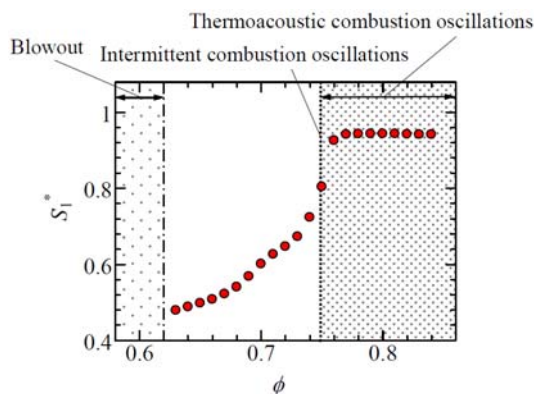 Thermoacoustic combustion oscillations
Blowout
Intermittent combustion oscillations
1
0.8
0.6
0.4
S₁*
0.6 0.7 0.8
ϕ